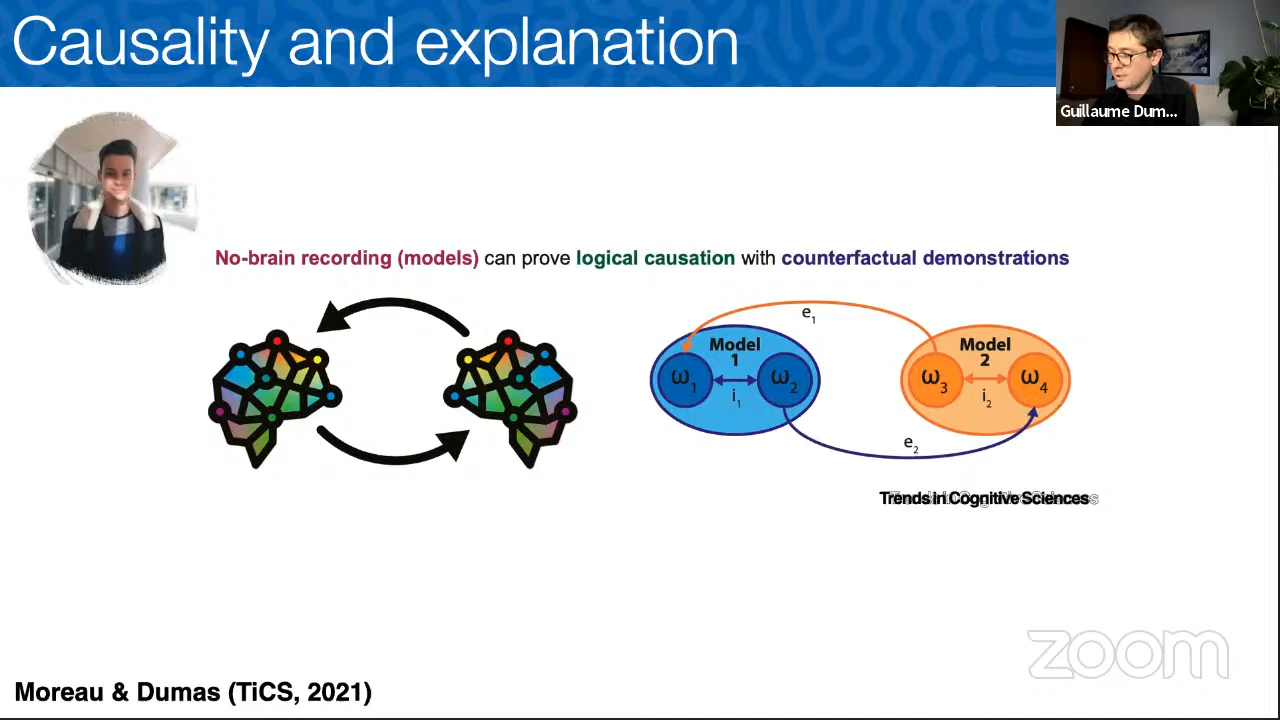 Causality and explanation
Guillaume Dum...
No-brain recording (models) can prove logical causation with counterfactual demonstrations
e1
Model
1
ω1
ω2
i1
Model
2
ω3
ω4
i2
e2
Trends in Cognitive Sciences
zoom
Moreau & Dumas (TiCS, 2021)